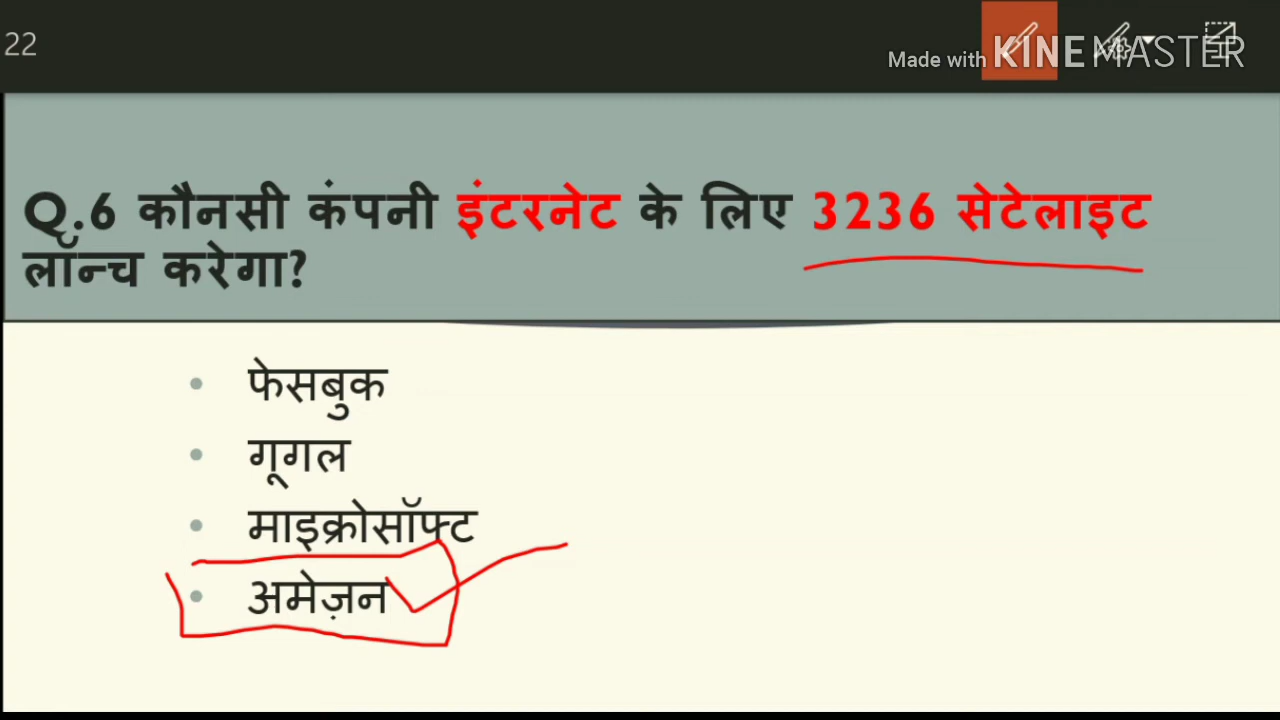 22
Made with KINEMASTER
Q.6 कौनसी कंपनी इंटरनेट के लिए 3236 सेटेलाइट
लॉन्च करेगा?
• फेसबुक
• गूगल
• माइक्रोसॉफ्ट
• अमेज़न